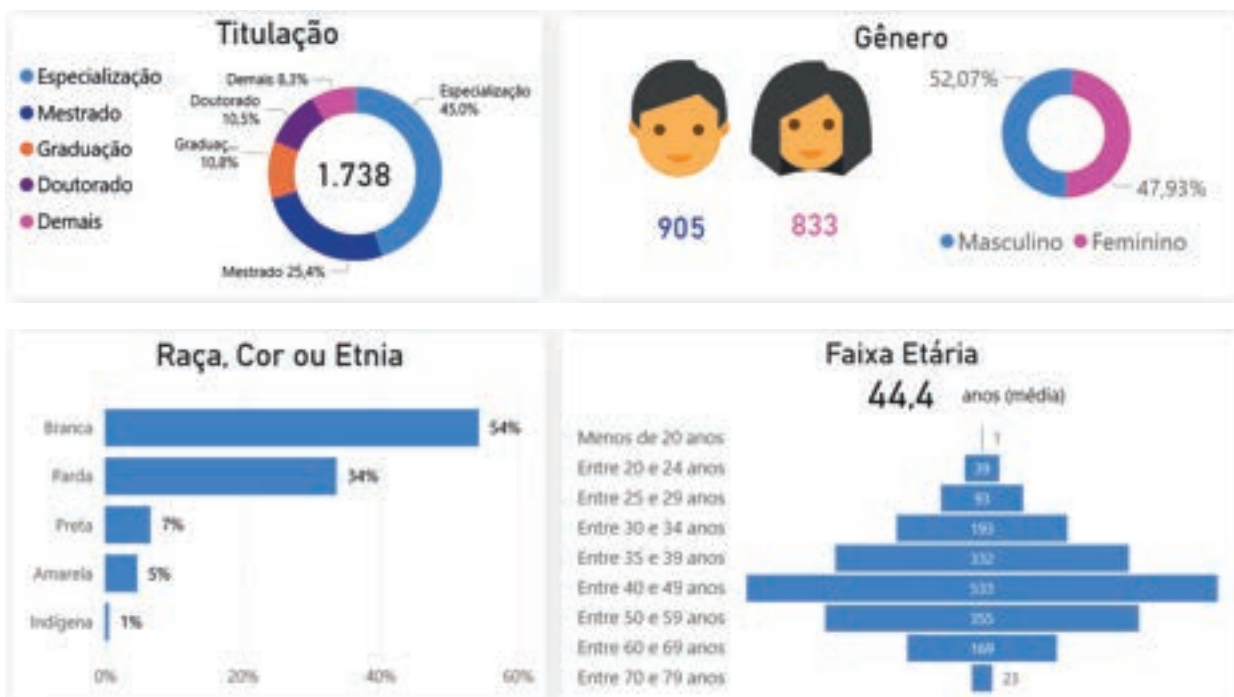 Titulação
Especialização
Mestrado
Graduação
Doutorado
Demais
Demais 8,3%
Doutorado
10,5%
Graduaç...
10,8%
Especialização
45,0%
Mestrado 25,4%
1.738
Gênero
905
833
52,07%
47,93%
Masculino Feminino
Raça, Cor ou Etnia
Branca 54%
Parda 34%
Preta 7%
Amarela 5%
Indígena 1%
0% 20% 40% 60%
Faixa Etária
44,4 anos (média)
Menos de 20 anos 1
Entre 20 e 24 anos 39
Entre 25 e 29 anos 93
Entre 30 e 34 anos 193
Entre 35 e 39 anos 332
Entre 40 e 49 anos 533
Entre 50 e 59 anos 355
Entre 60 e 69 anos 169
Entre 70 e 79 anos 23